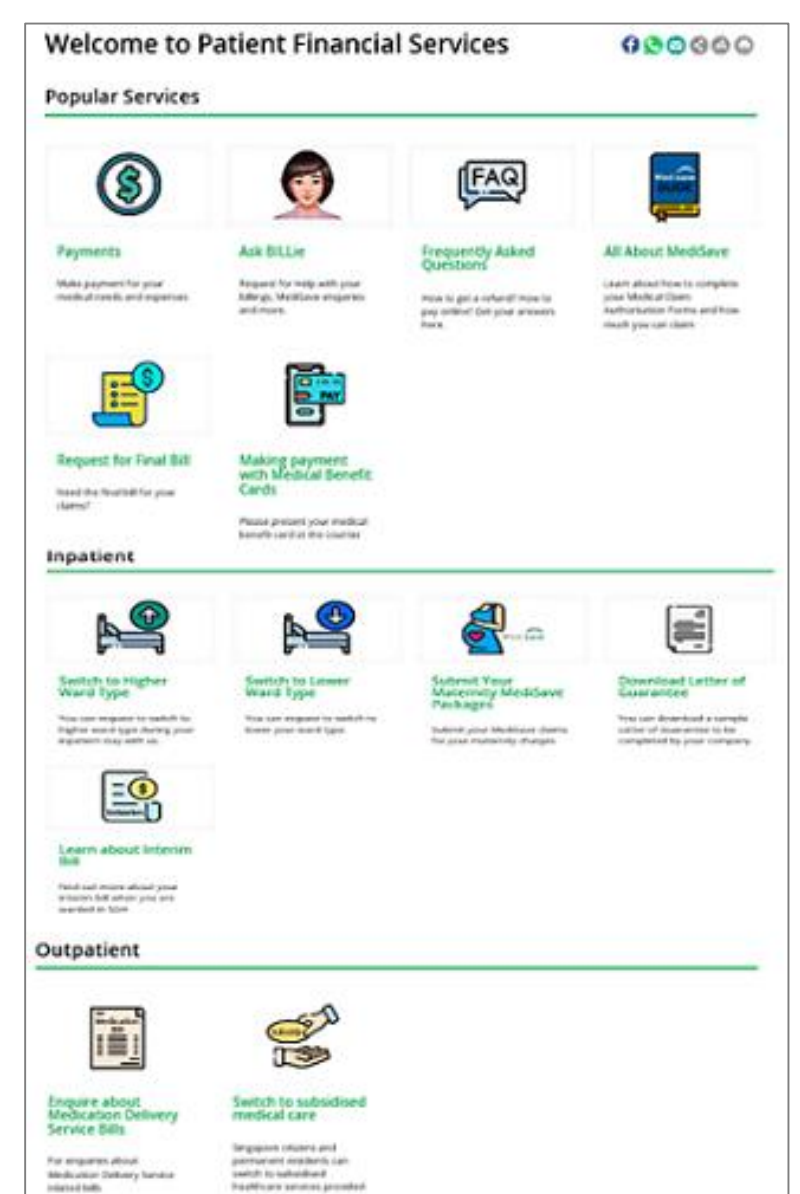 Welcome to Patient Financial Services
Popular Services
FAQ
Payments
Make payment for your
medical needs and expenses
Ask BILLie
Request for help with your
billings, MediSave enquiries
and more.
Frequently Asked
Questions
How to get a refund? How to
pay online? Get your answers
here.
All About MediSave
Learn about how to complete
your Medical Claim
Authorisation Forms and how
much you can claim
PAY
Request for Final Bill
Need the final bill for your
claims?
Making payment
with Medical Benefit
Cards
Please present your medical
benefit card at the counter
Inpatient
Switch to Higher
Ward Type
You can request to switch to
higher ward type during your
inpatient stay with us.
Switch to Lower
Ward Type
You can request to switch to
lower your ward type.
Submit Your
Maternity MediSave
Packages
Submit your MediSave claims
for your maternity charges.
Download Letter of
Guarantee
You can download a sample
Letter of Guarantee to be
completed by your company.
Learn about Interim
Bill
Find out more about your
interim bill when you are
warded in SGH
Outpatient
Medication
Bill
Enquire about
Medication Delivery
Service Bills
For enquiries about
Medication Delivery Service
related bills
Switch to subsidised
medical care
Singapore citizens and
permanent residents can
switch to subsidised
healthcare services provided